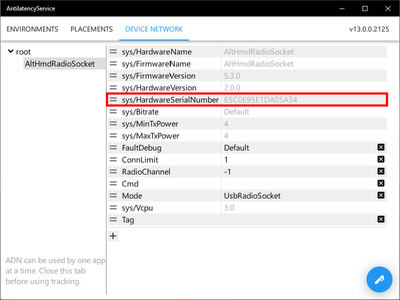 AntilatencyService
ENVIRONMENTS PLACEMENTS DEVICE NETWORK v13.0.0.2125
root
AltHmdRadioSocket
sys/HardwareName AltHmdRadioSocket
sys/FirmwareName AltHmdRadioSocket
sys/FirmwareVersion 5.3.0
sys/HardwareVersion 2.0.0
sys/HardwareSerialNumber 65C0E95E1DA05A34
sys/Bitrate Default
sys/MinTxPower 4
sys/MaxTxPower 4
FaultDebug Default
ConnLimit 1
RadioChannel -1
Cmd
Mode UsbRadioSocket
sys/Vcpu 3.0
Tag
ADN can be used by one app
at a time. Close this tab
before using tracking.